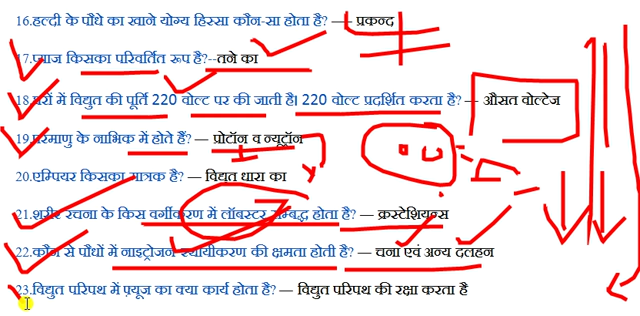 16.हल्दी के पौधे का खाने योग्य हिस्सा कौन-सा होता है? — प्रकन्द
17.प्याज किसका परिवर्तित रूप है?--तने का
18.घरों में विद्युत की पूर्ति 220 वोल्ट पर की जाती है। 220 वोल्ट प्रदर्शित करता है? — औसत वोल्टेज
19.परमाणु के नाभिक में होते हैं? — प्रोटॉन व न्यूट्रॉन
20.एम्पियर किसका मात्रक है? — विद्युत धारा का
21.शरीर रचना के किस वर्गीकरण में लॉबस्टर सम्बद्ध होता है? — क्रस्टेशियन्स
22.कौन से पौधों में नाइट्रोजन स्थायीकरण की क्षमता होती है? — चना एवं अन्य दलहन
23.विद्युत परिपथ में फ़्यूज का क्या कार्य होता है? — विद्युत परिपथ की रक्षा करता है